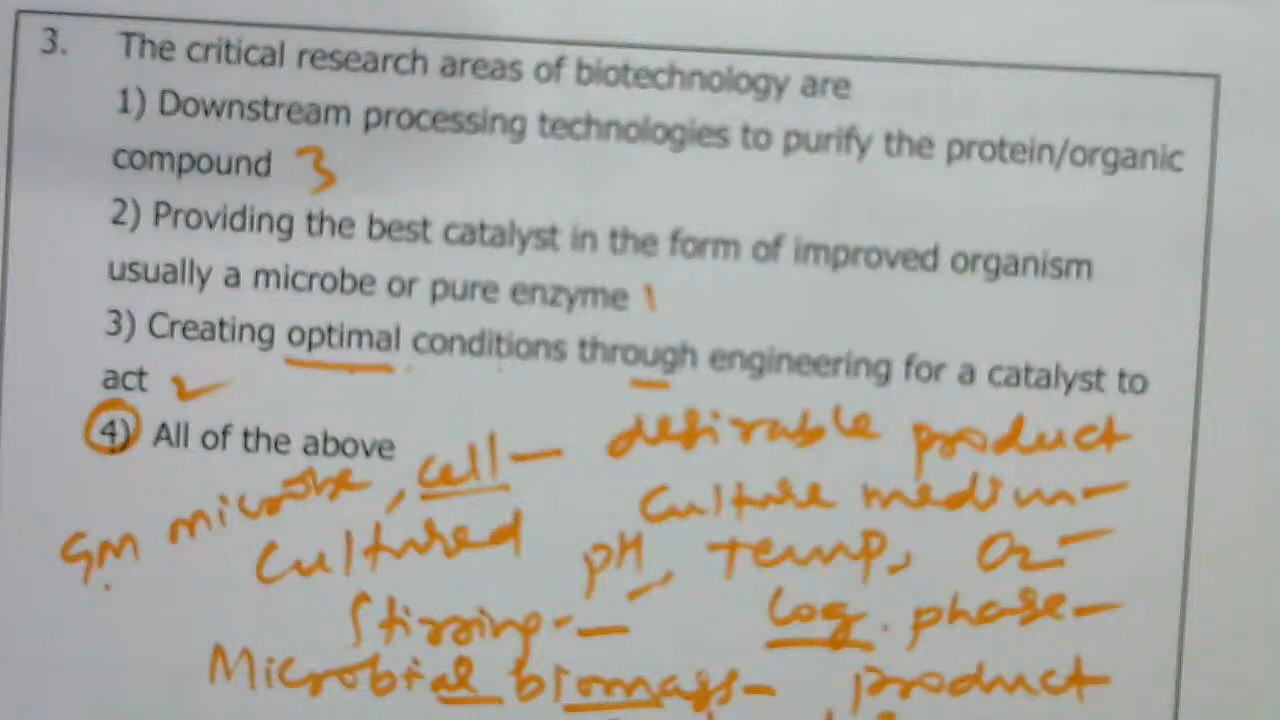 3. The critical research areas of biotechnology are
1) Downstream processing technologies to purify the protein/organic
compound 3
2) Providing the best catalyst in the form of improved organism
usually a microbe or pure enzyme 1
3) Creating optimal conditions through engineering for a catalyst to
act 2
4) All of the above
GM microbe, cell - desirable product
cultured culture medium -
pH, temp, O2 -
stirring - log phase -
Microbial biomass - product